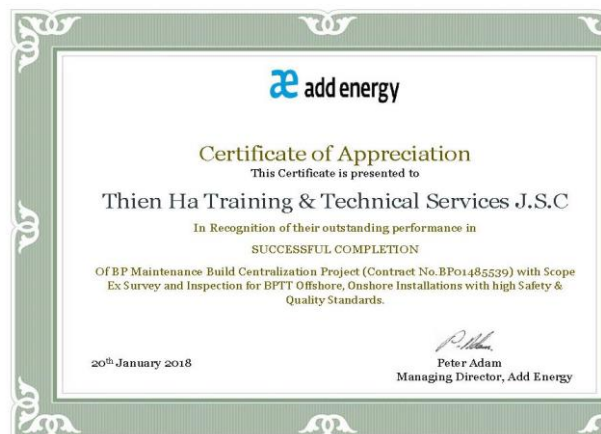 æ add energy
Certificate of Appreciation
This Certificate is presented to
Thien Ha Training & Technical Services J.S.C
In Recognition of their outstanding performance in
SUCCESSFUL COMPLETION
Of BP Maintenance Build Centralization Project (Contract No.BP01485539) with Scope
Ex Survey and Inspection for BPTT Offshore, Onshore Installations with high Safety &
Quality Standards.
20th January 2018
Peter Adam
Managing Director, Add Energy